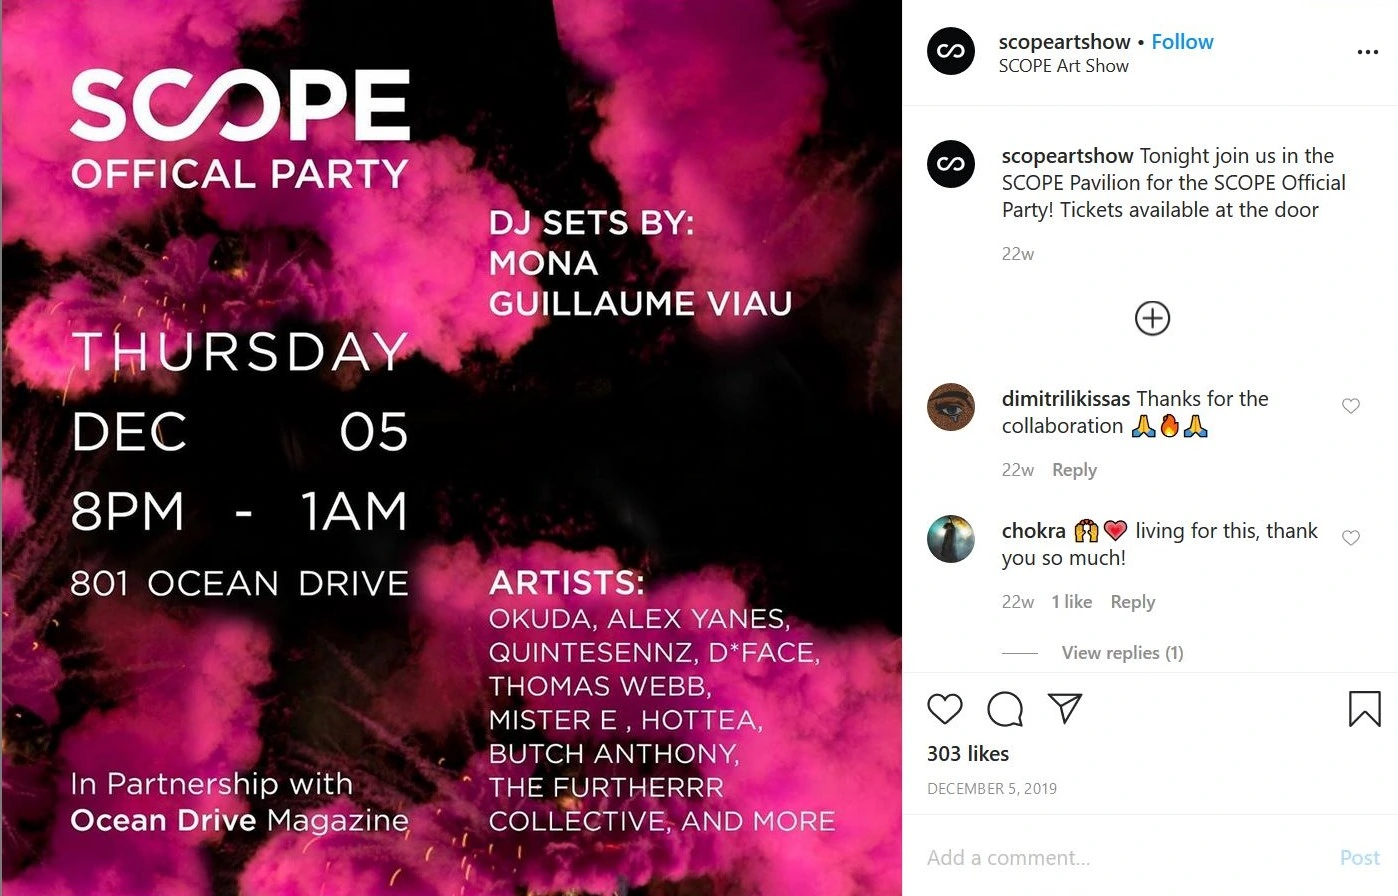 SCOPE
OFFICAL PARTY
DJ SETS BY:
MONA
GUILLAUME VIAU
THURSDAY
DEC 05
8PM - 1AM
801 OCEAN DRIVE
ARTISTS:
OKUDA, ALEX YANES,
QUINTESENNZ, D*FACE,
THOMAS WEBB,
MISTER E , HOTTEA,
BUTCH ANTHONY,
THE FURTHERRR
COLLECTIVE, AND MORE
In Partnership with
Ocean Drive Magazine
scopeartshow • Follow
SCOPE Art Show
scopeartshow Tonight join us in the
SCOPE Pavilion for the SCOPE Official
Party! Tickets available at the door
22w
dimitrilikissas Thanks for the
collaboration 🙏🔥🙏
22w Reply
chokra 🙌💗 living for this, thank
you so much!
22w 1 like Reply
View replies (1)
303 likes
DECEMBER 5, 2019
Add a comment... Post